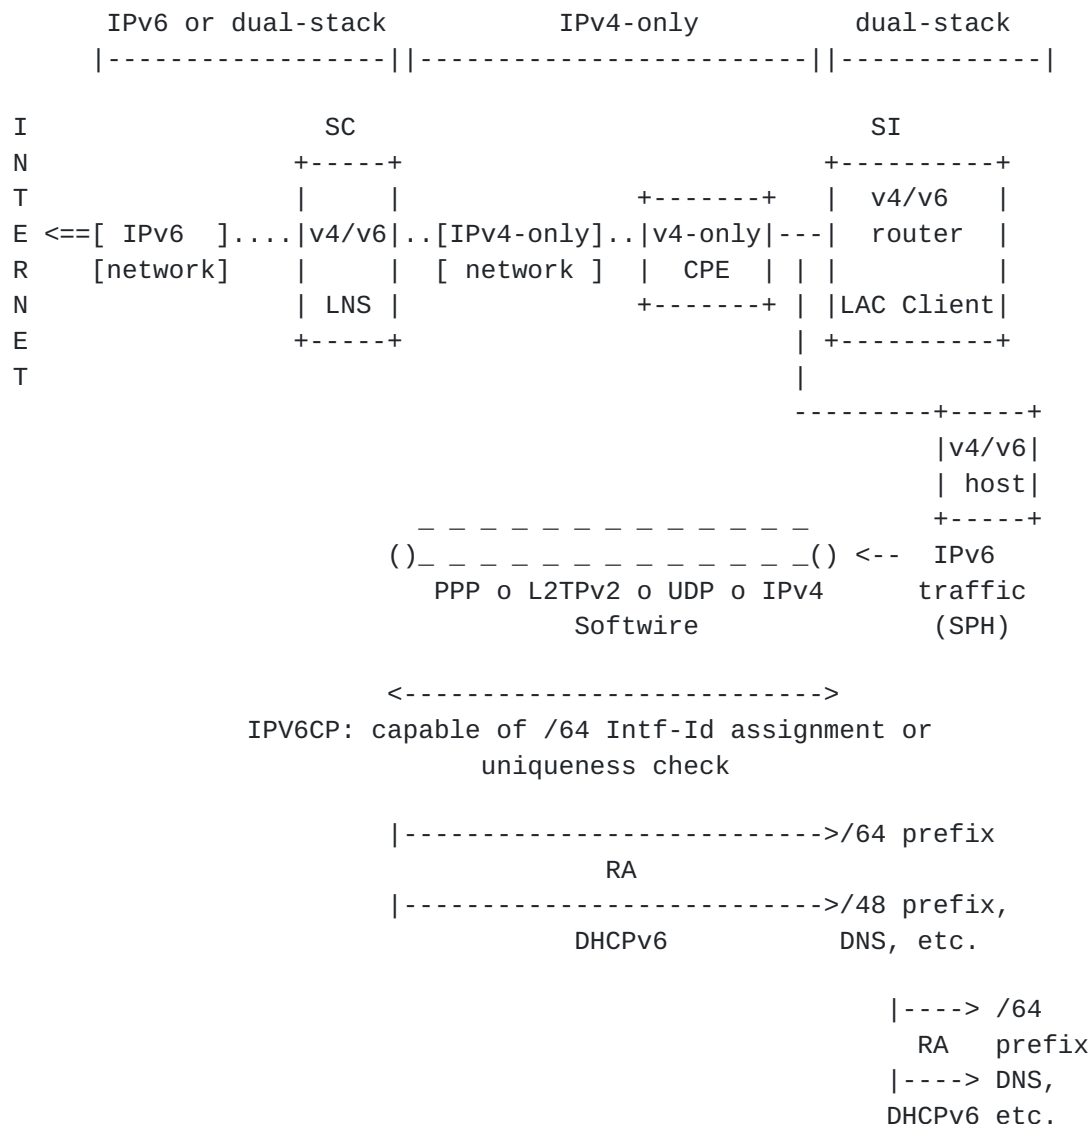 IPv6 or dual-stack            IPv4-only          dual-stack
      |------------------||-------------------------||-------------|

I                    SC                                  SI
N                  +-----+                            +----------+
T                  |     |               +-------+    |  v4/v6   |
E <==[ IPv6  ]....|v4/v6|..[IPv4-only]..|v4-only|---|  router  |
R    [network]    |     |  [ network ]  |  CPE  | | |          |
N                  | LNS |               +-------+ | |LAC Client|
E                  +-----+                         | +----------+
T                                                  |
                                                   ---------+-----+
                                                            |v4/v6|
                                                            | host|
                           _ _ _ _ _ _ _ _ _ _ _ _ _        +-----+
                         ()_ _ _ _ _ _ _ _ _ _ _ _ _() <--  IPv6
                            PPP o L2TPv2 o UDP o IPv4      traffic
                                     Softwire               (SPH)

                         <--------------------------->
                IPV6CP: capable of /64 Intf-Id assignment or
                               uniqueness check

                         |--------------------------->/64 prefix
                                       RA
                         |--------------------------->/48 prefix,
                                     DHCPv6           DNS, etc.

                                                         |----> /64
                                                           RA   prefix
                                                         |----> DNS,
                                                         DHCPv6 etc.